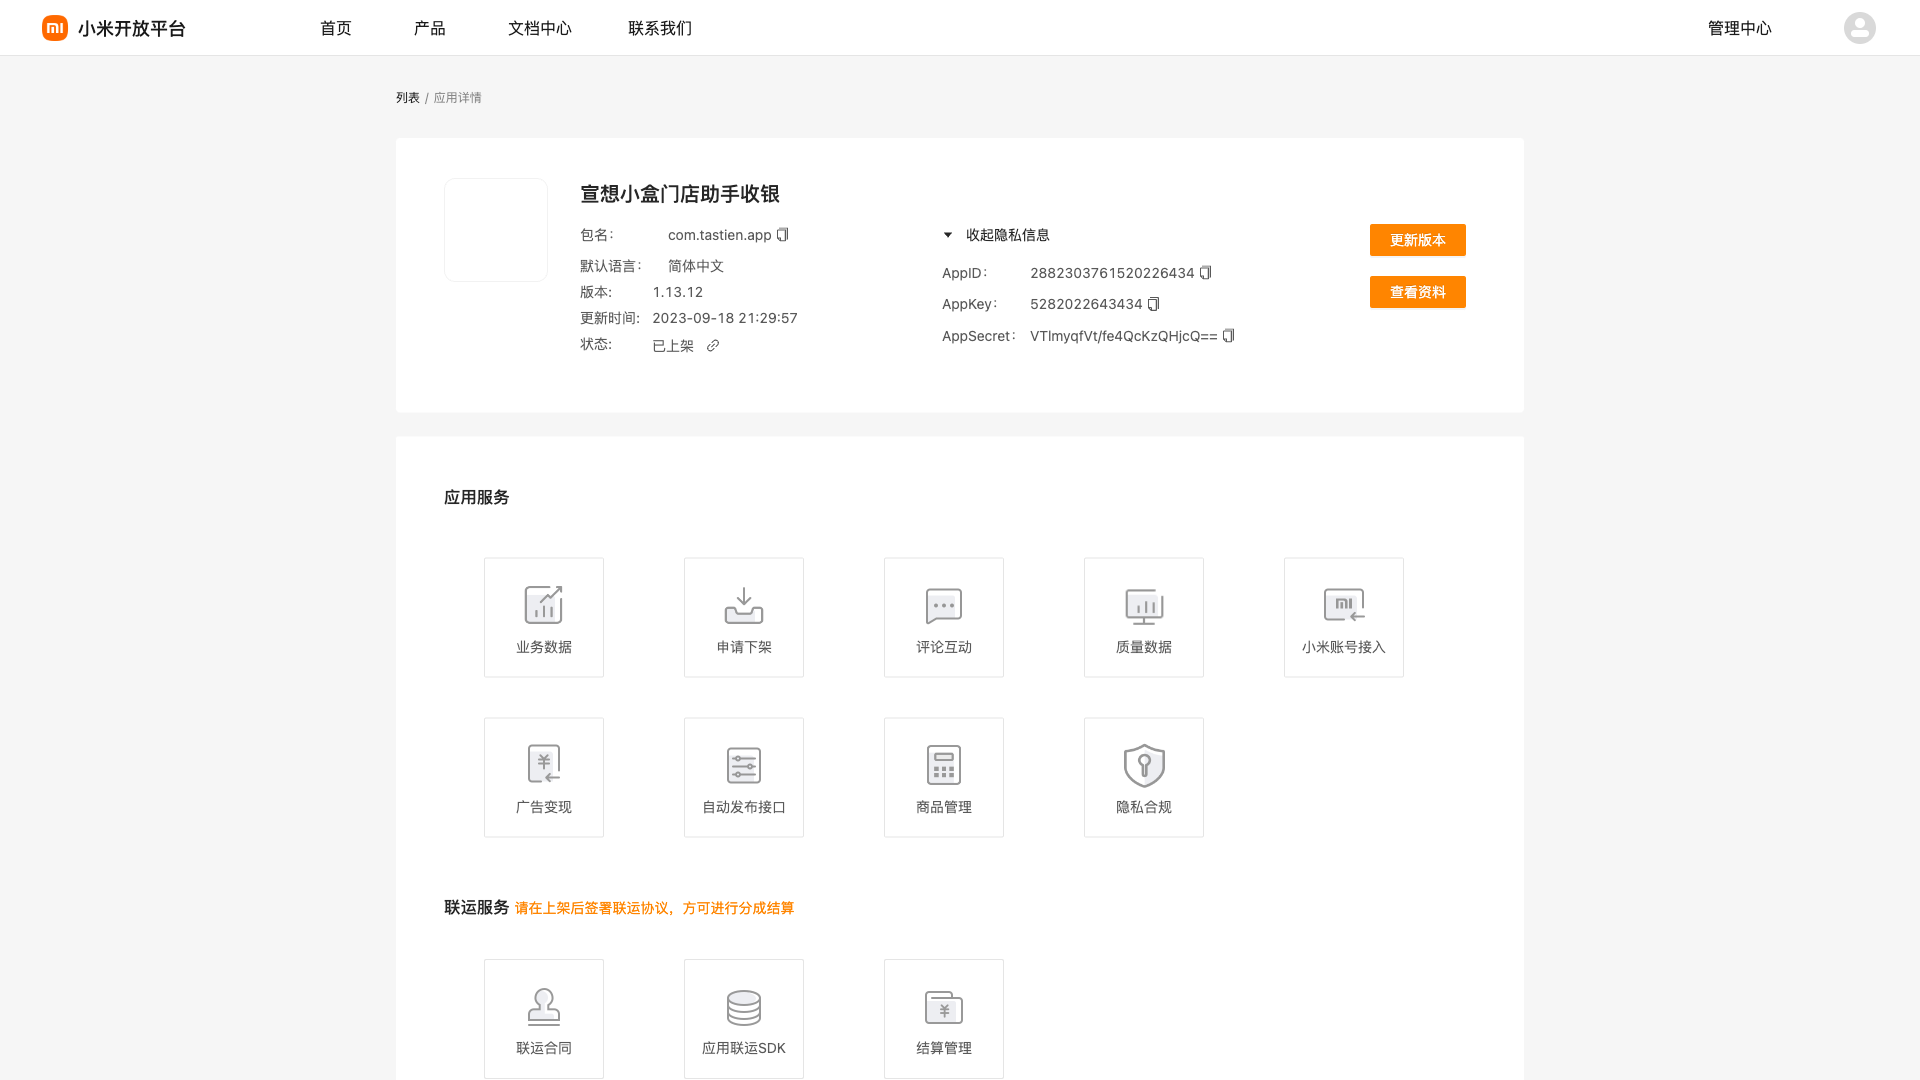 小米开放平台
首页
产品
文档中心
联系我们
管理中心
列表 / 应用详情
宣想小盒门店助手收银
包名： com.tastien.app
默认语言： 简体中文
版本: 1.13.12
更新时间: 2023-09-18 21:29:57
状态: 已上架
收起隐私信息
AppID： 2882303761520226434
AppKey： 5282022643434
AppSecret： VTlmyqfVt/fe4QcKzQHjcQ==
更新版本
查看资料
应用服务
业务数据
申请下架
评论互动
质量数据
小米账号接入
广告变现
自动发布接口
商品管理
隐私合规
联运服务 请在上架后签署联运协议，方可进行分成结算
联运合同
应用联运SDK
结算管理